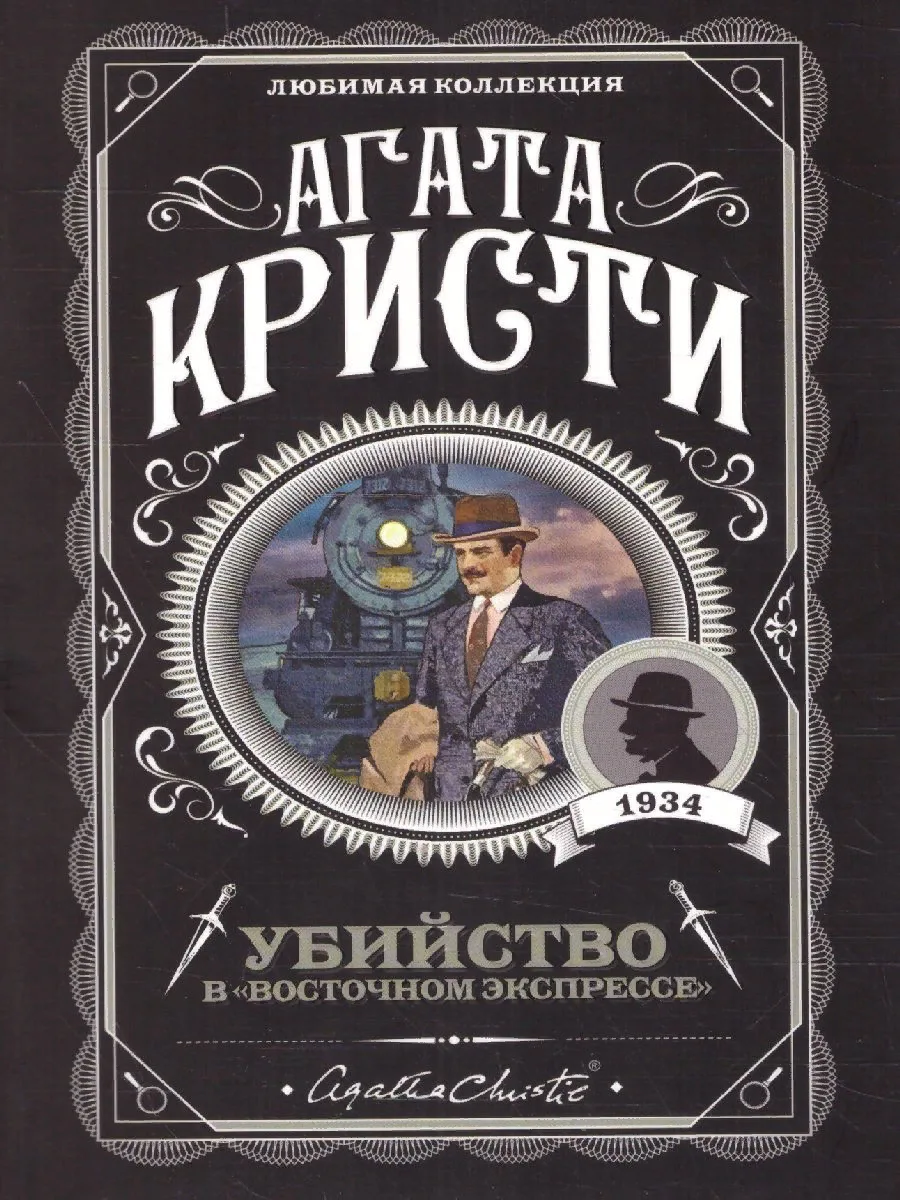 ЛЮБИМАЯ КОЛЛЕКЦИЯ
АГАТА
КРИСТИ
1934
УБИЙСТВО
В «ВОСТОЧНОМ ЭКСПРЕССЕ»
Agatha Christie®